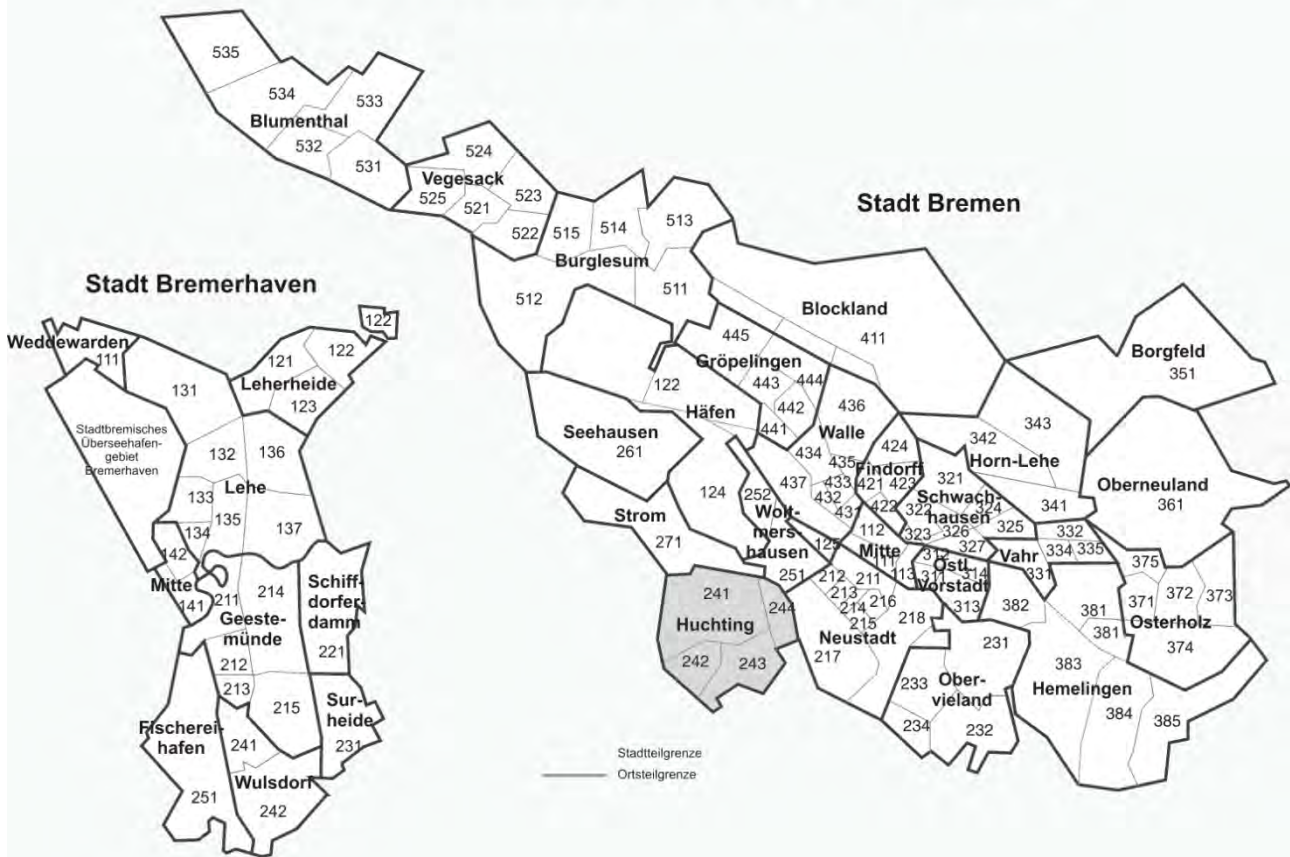 535
534
533
Blumenthal
532
531
524
Vegesack
525
521
523
522
515
514
513
Burglesum
512
511
Stadt Bremen
Blockland
411
Borgfeld
351
Stadt Bremerhaven
Weddewarden
111
122
122
121
Leherheide
123
131
Stadtbremisches
Überseehafen-
gebiet
Bremerhaven
132
136
Lehe
133
135
134
137
142
Mitte
141
211
214
Geeste-
münde
212
213
215
Schiff-
dorfer-
damm
221
Sur-
heide
231
Fischerei-
hafen
251
241
Wulsdorf
242
445
Gröpelingen
443
444
442
441
122
Häfen
Seehausen
261
436
Walle
434
435
437
433
432
431
424
Findorff
421
423
422
342
343
Horn-Lehe
341
321
Schwach-
hausen
322
324
325
323
326
327
Oberneuland
361
Strom
271
124
252
Wolt-
mers-
hausen
125
251
112
Mitte
111
113
312
Östl.
Vorstadt
311
314
313
332
334
335
Vahr
331
375
371
372
373
Osterholz
374
241
244
Huchting
242
243
212
211
213
214
216
215
218
Neustadt
217
231
233
Ober-
vieland
234
232
382
381
381
383
Hemelingen
384
385
Stadtteilgrenze
Ortsteilgrenze